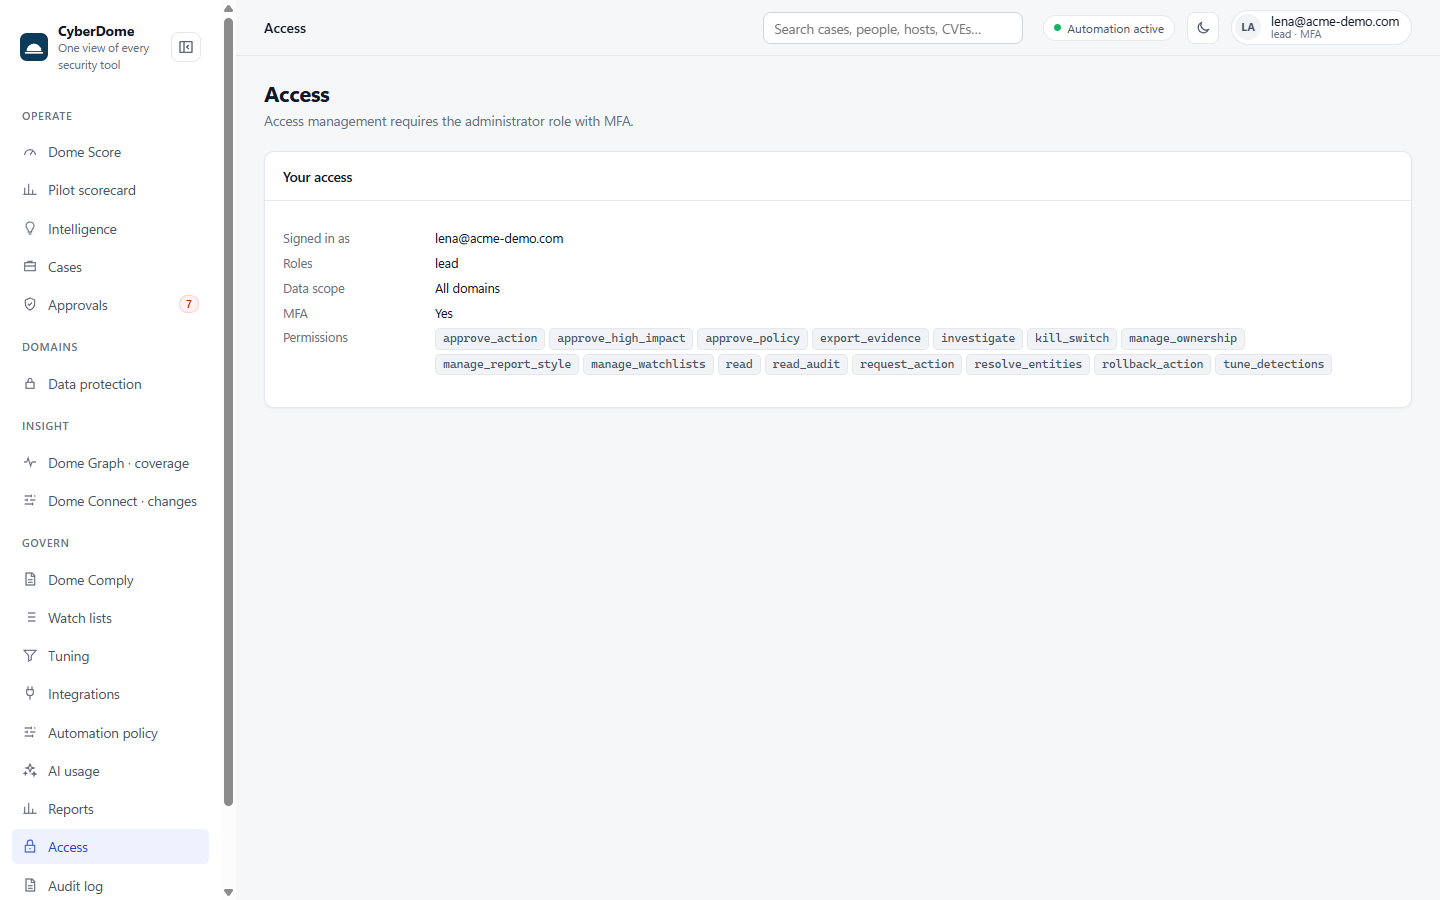 CyberDome
One view of every
security tool
OPERATE
Dome Score
Pilot scorecard
Intelligence
Cases
Approvals 7
DOMAINS
Data protection
INSIGHT
Dome Graph · coverage
Dome Connect · changes
GOVERN
Dome Comply
Watch lists
Tuning
Integrations
Automation policy
AI usage
Reports
Access
Audit log
Access
Search cases, people, hosts, CVEs...
Automation active
LA
lena@acme-demo.com
lead · MFA
Access
Access management requires the administrator role with MFA.
Your access
Signed in as lena@acme-demo.com
Roles lead
Data scope All domains
MFA Yes
Permissions approve_action approve_high_impact approve_policy export_evidence investigate kill_switch manage_ownership
manage_report_style manage_watchlists read read_audit request_action resolve_entities rollback_action tune_detections